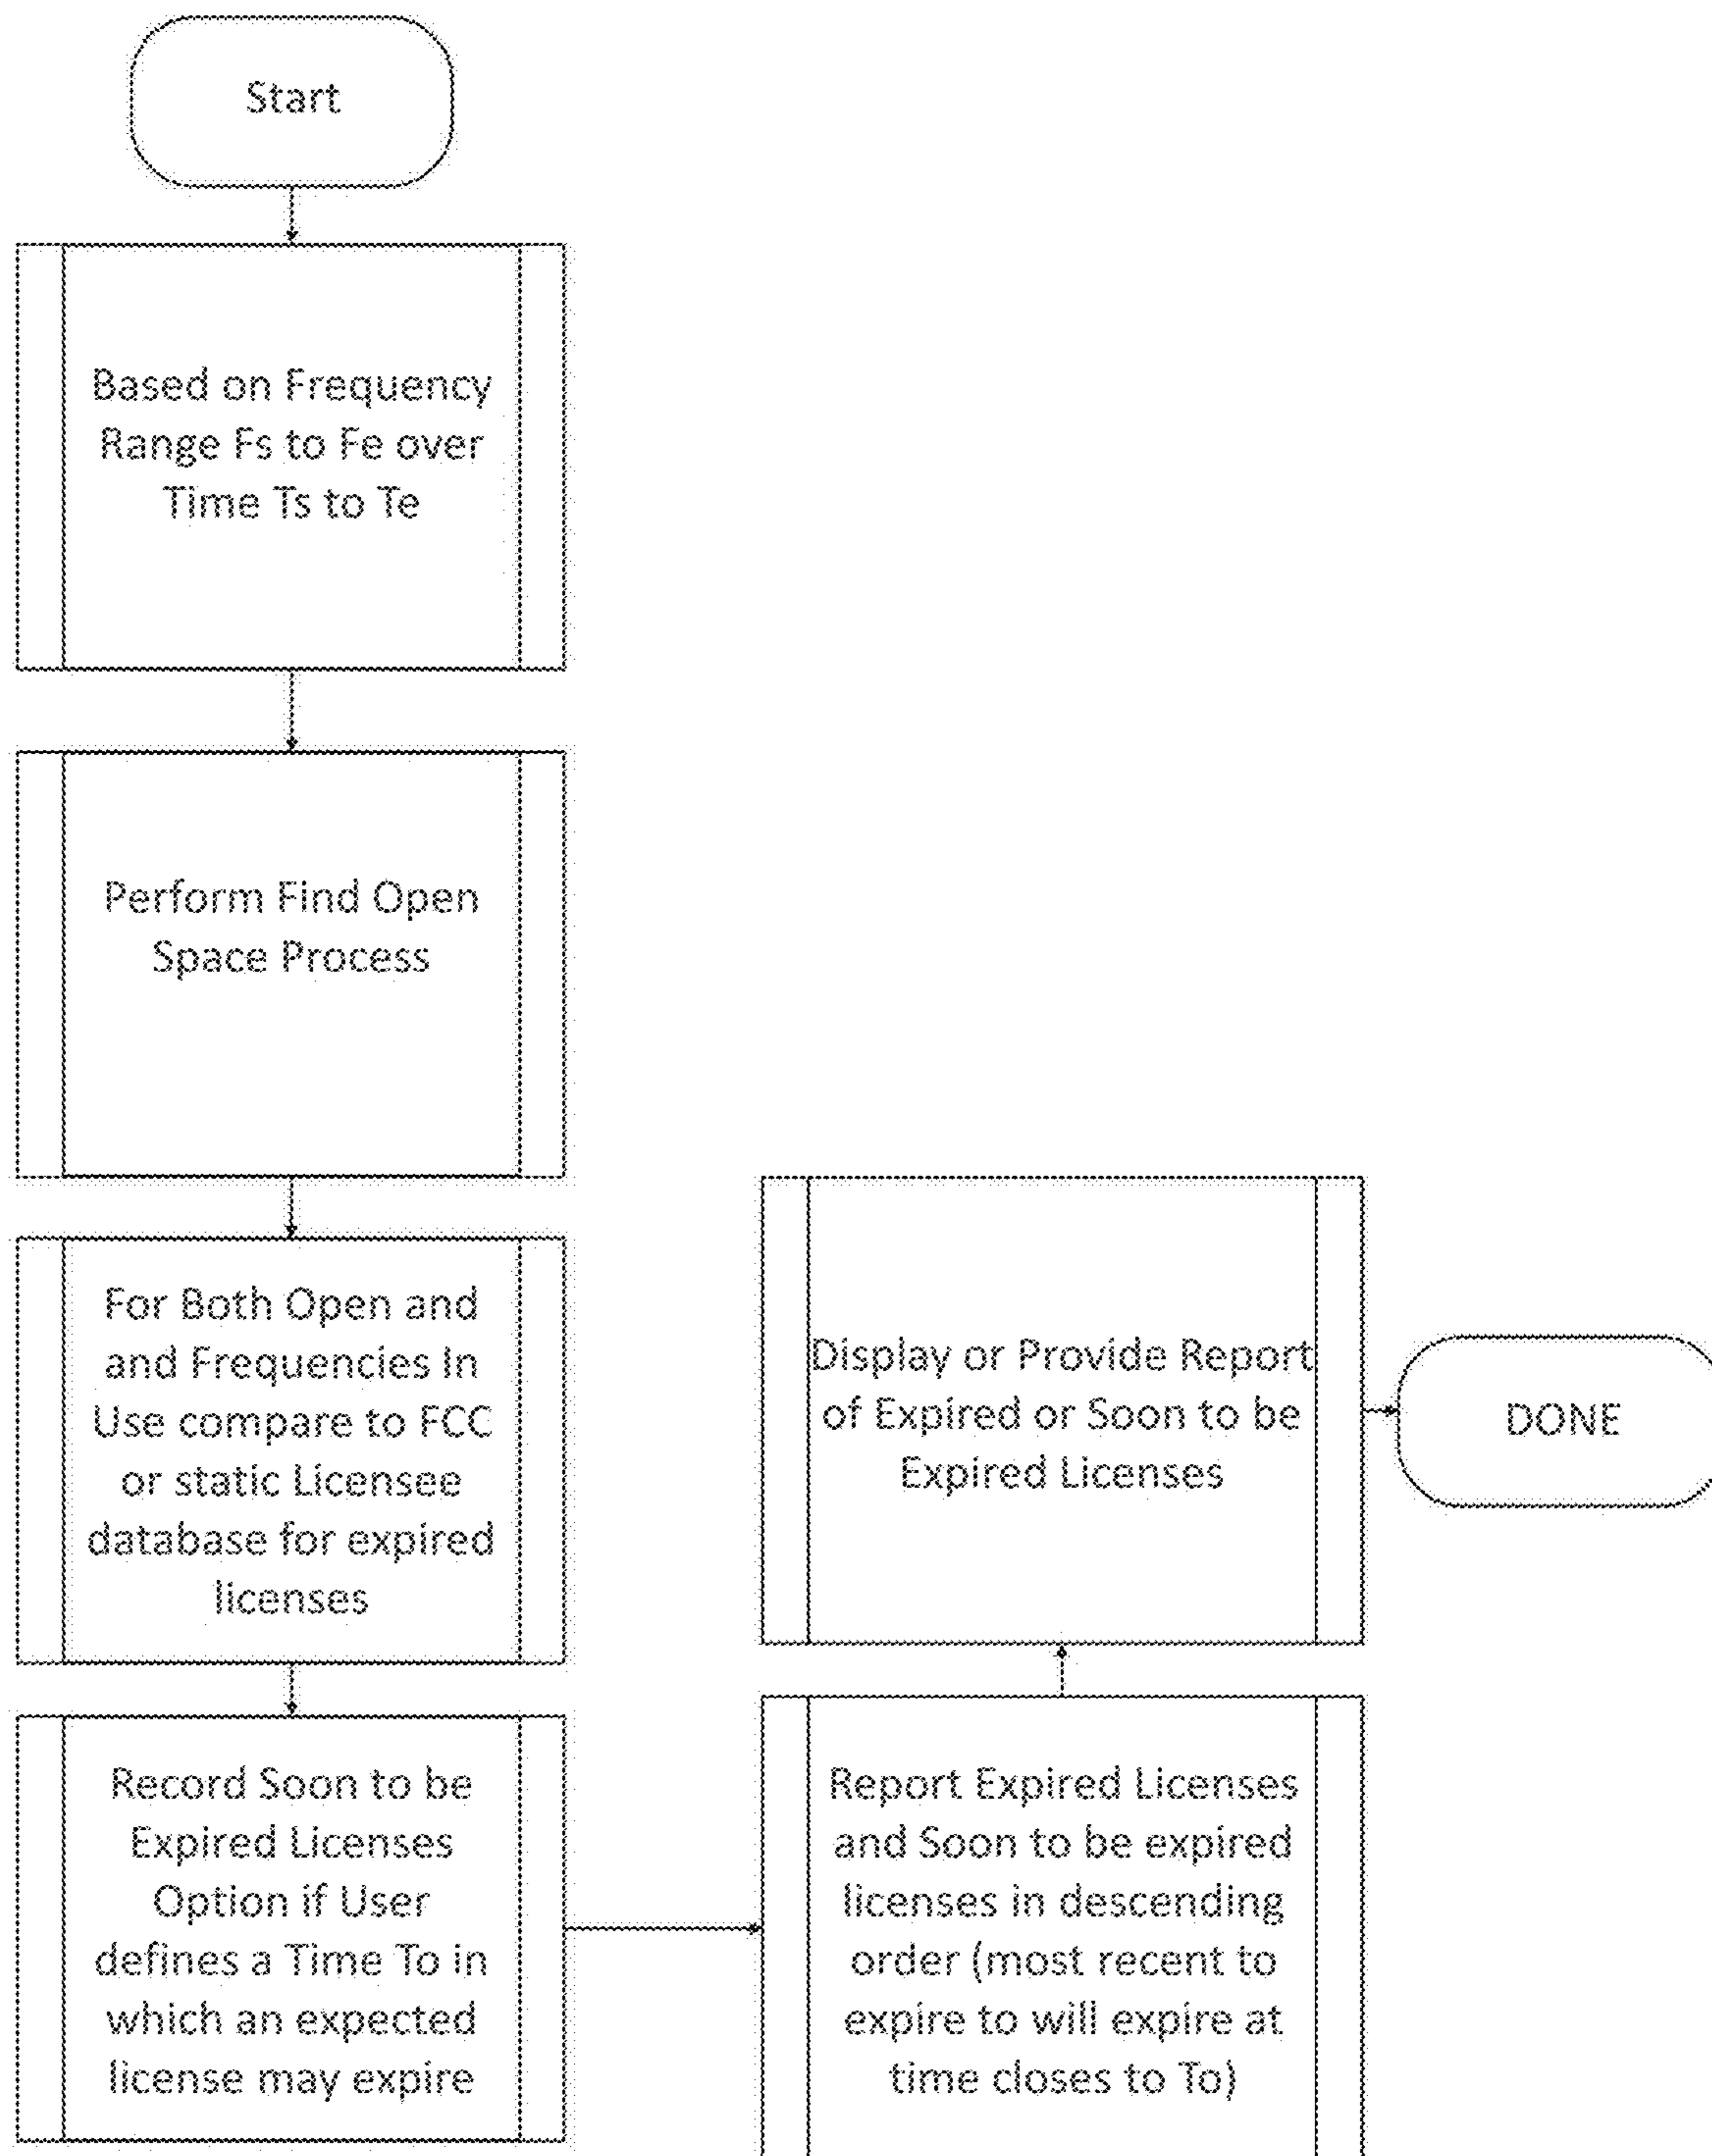 Start
Based on Frequency
Range Fs to Fe over
Time Ts to Te
Perform Find Open
Space Process
For Both Open and
and Frequencies In
Use compare to FCC
or static Licensee
database for expired
licenses
Record Soon to be
Expired Licenses
Option if User
defines a Time To in
which an expected
license may expire
Report Expired Licenses
and Soon to be expired
licenses in descending
order (most recent to
expire to will expire at
time closes to To)
Display or Provide Report
of Expired or Soon to be
Expired Licenses
DONE